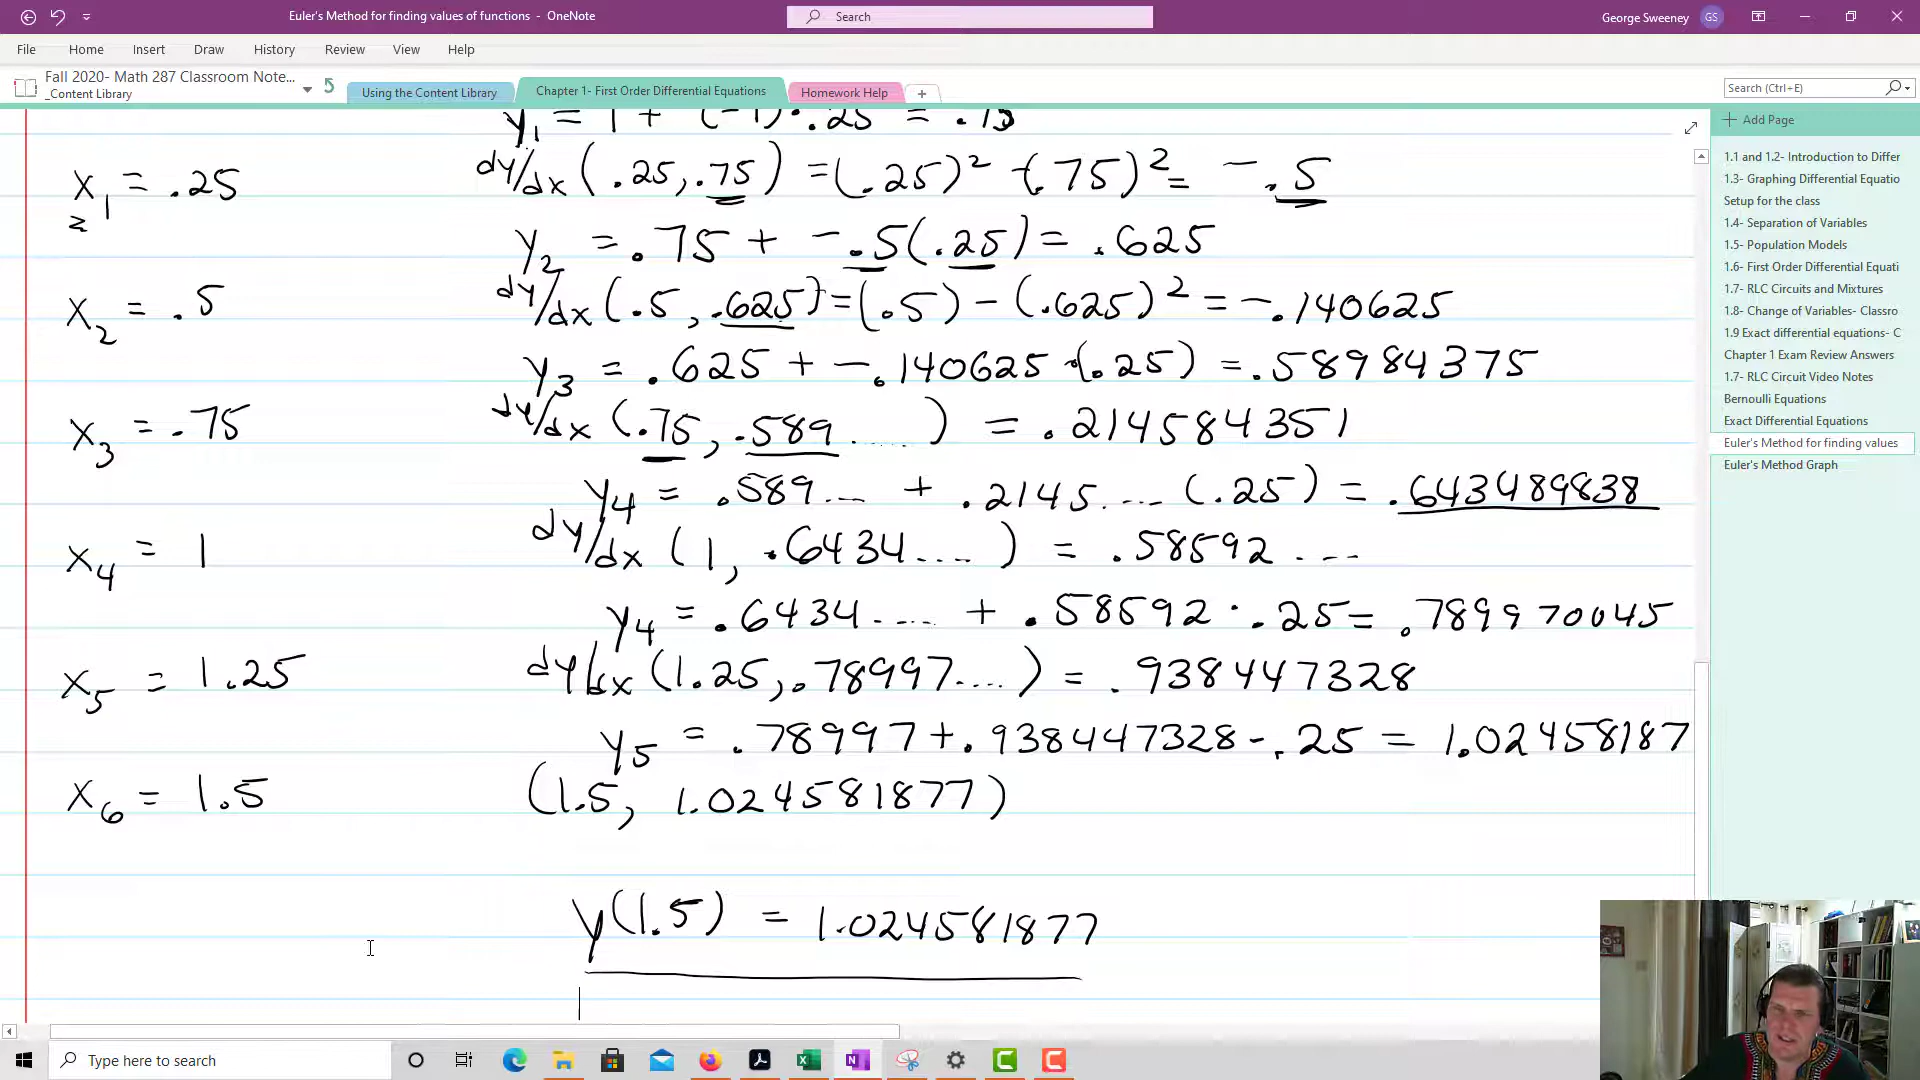 Euler's Method for finding values of functions - OneNote
Search
George Sweeney GS
File Home Insert Draw History Review View Help
Fall 2020- Math 287 Classroom Note...
_Content Library
Using the Content Library
Chapter 1- First Order Differential Equations
Homework Help
+
Search (Ctrl+E)
Add Page
1.1 and 1.2- Introduction to Differ
1.3- Graphing Differential Equatio
Setup for the class
1.4- Separation of Variables
1.5- Population Models
1.6- First Order Differential Equati
1.7- RLC Circuits and Mixtures
1.8- Change of Variables- Classro
1.9 Exact differential equations- C
Chapter 1 Exam Review Answers
1.7- RLC Circuit Video Notes
Bernoulli Equations
Exact Differential Equations
Euler's Method for finding values
Euler's Method Graph
x₁ = .25
x₂ = .5
x₃ = .75
x₄ = 1
x₅ = 1.25
x₆ = 1.5
y₁ = 1 + (-1)·.25 =
dy/dx (.25, .75) = (.25)² - (.75)² = -.5
y₂ = .75 + -.5(.25) = .625
dy/dx (.5, .625) = (.5) - (.625)² = -.140625
y₃ = .625 + -.140625 ·(.25) = .58984375
dy/dx (.75, .589.....) = .214584351
y₄ = .589... + .2145.... (.25) = .643489838
dy/dx (1, .6434....) = .58592 ....
y₄ = .6434.... + .58592 · .25 = .789970045
dy/dx (1.25, .78997....) = .938447328
y₅ = .78997 + .938447328 - .25 = 1.02458187
(1.5, 1.024581877)
y(1.5) = 1.024581877
Type here to search